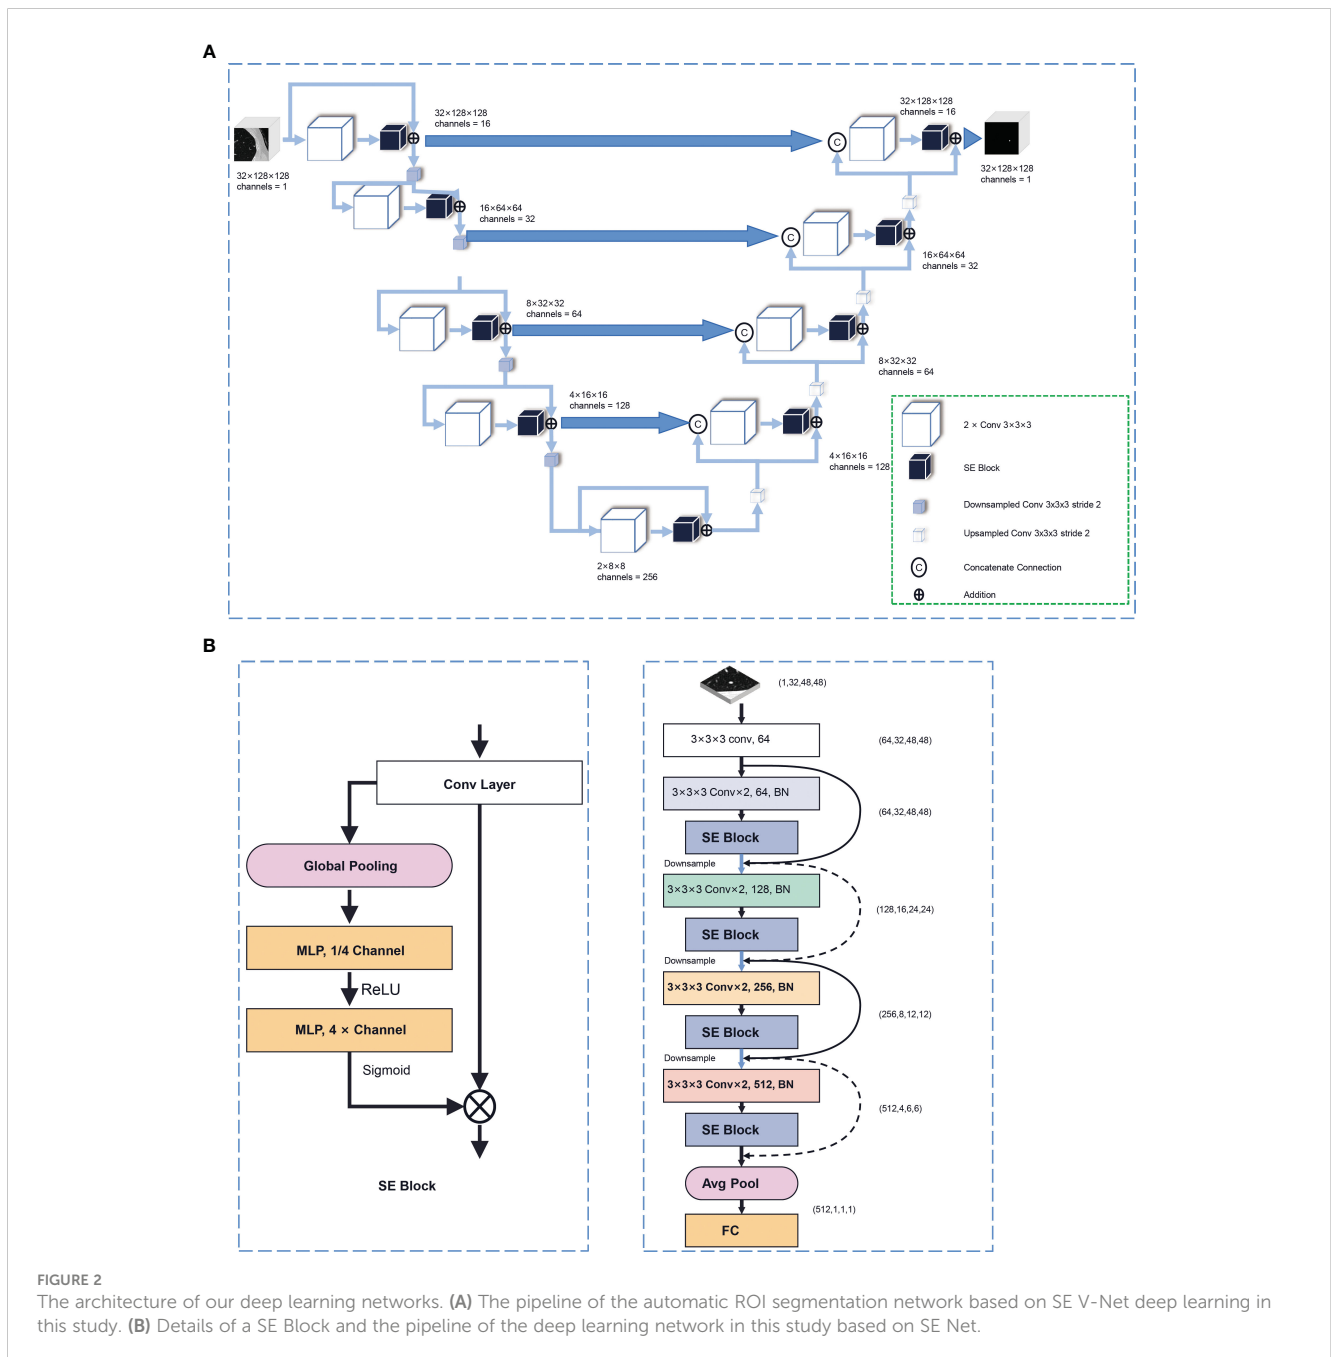 A
32×128×128
channels = 1
32×128×128
channels = 16
16×64×64
channels = 32
8×32×32
channels = 64
4×16×16
channels = 128
2×8×8
channels = 256
4×16×16
channels = 128
8×32×32
channels = 64
16×64×64
channels = 32
32×128×128
channels = 16
32×128×128
channels = 1
C
C
C
C
2 × Conv 3×3×3
SE Block
Downsampled Conv 3x3x3 stride 2
Upsampled Conv 3x3x3 stride 2
C
Concatenate Connection
Addition
B
Conv Layer
Global Pooling
MLP, 1/4 Channel
ReLU
MLP, 4 × Channel
Sigmoid
SE Block
(1,32,48,48)
3×3×3 conv, 64
(64,32,48,48)
3×3×3 Conv×2, 64, BN
(64,32,48,48)
SE Block
Downsample
3×3×3 Conv×2, 128, BN
(128,16,24,24)
SE Block
Downsample
3×3×3 Conv×2, 256, BN
(256,8,12,12)
SE Block
Downsample
3×3×3 Conv×2, 512, BN
(512,4,6,6)
SE Block
Avg Pool
(512,1,1,1)
FC
FIGURE 2
The architecture of our deep learning networks. (A) The pipeline of the automatic ROI segmentation network based on SE V-Net deep learning in
this study. (B) Details of a SE Block and the pipeline of the deep learning network in this study based on SE Net.